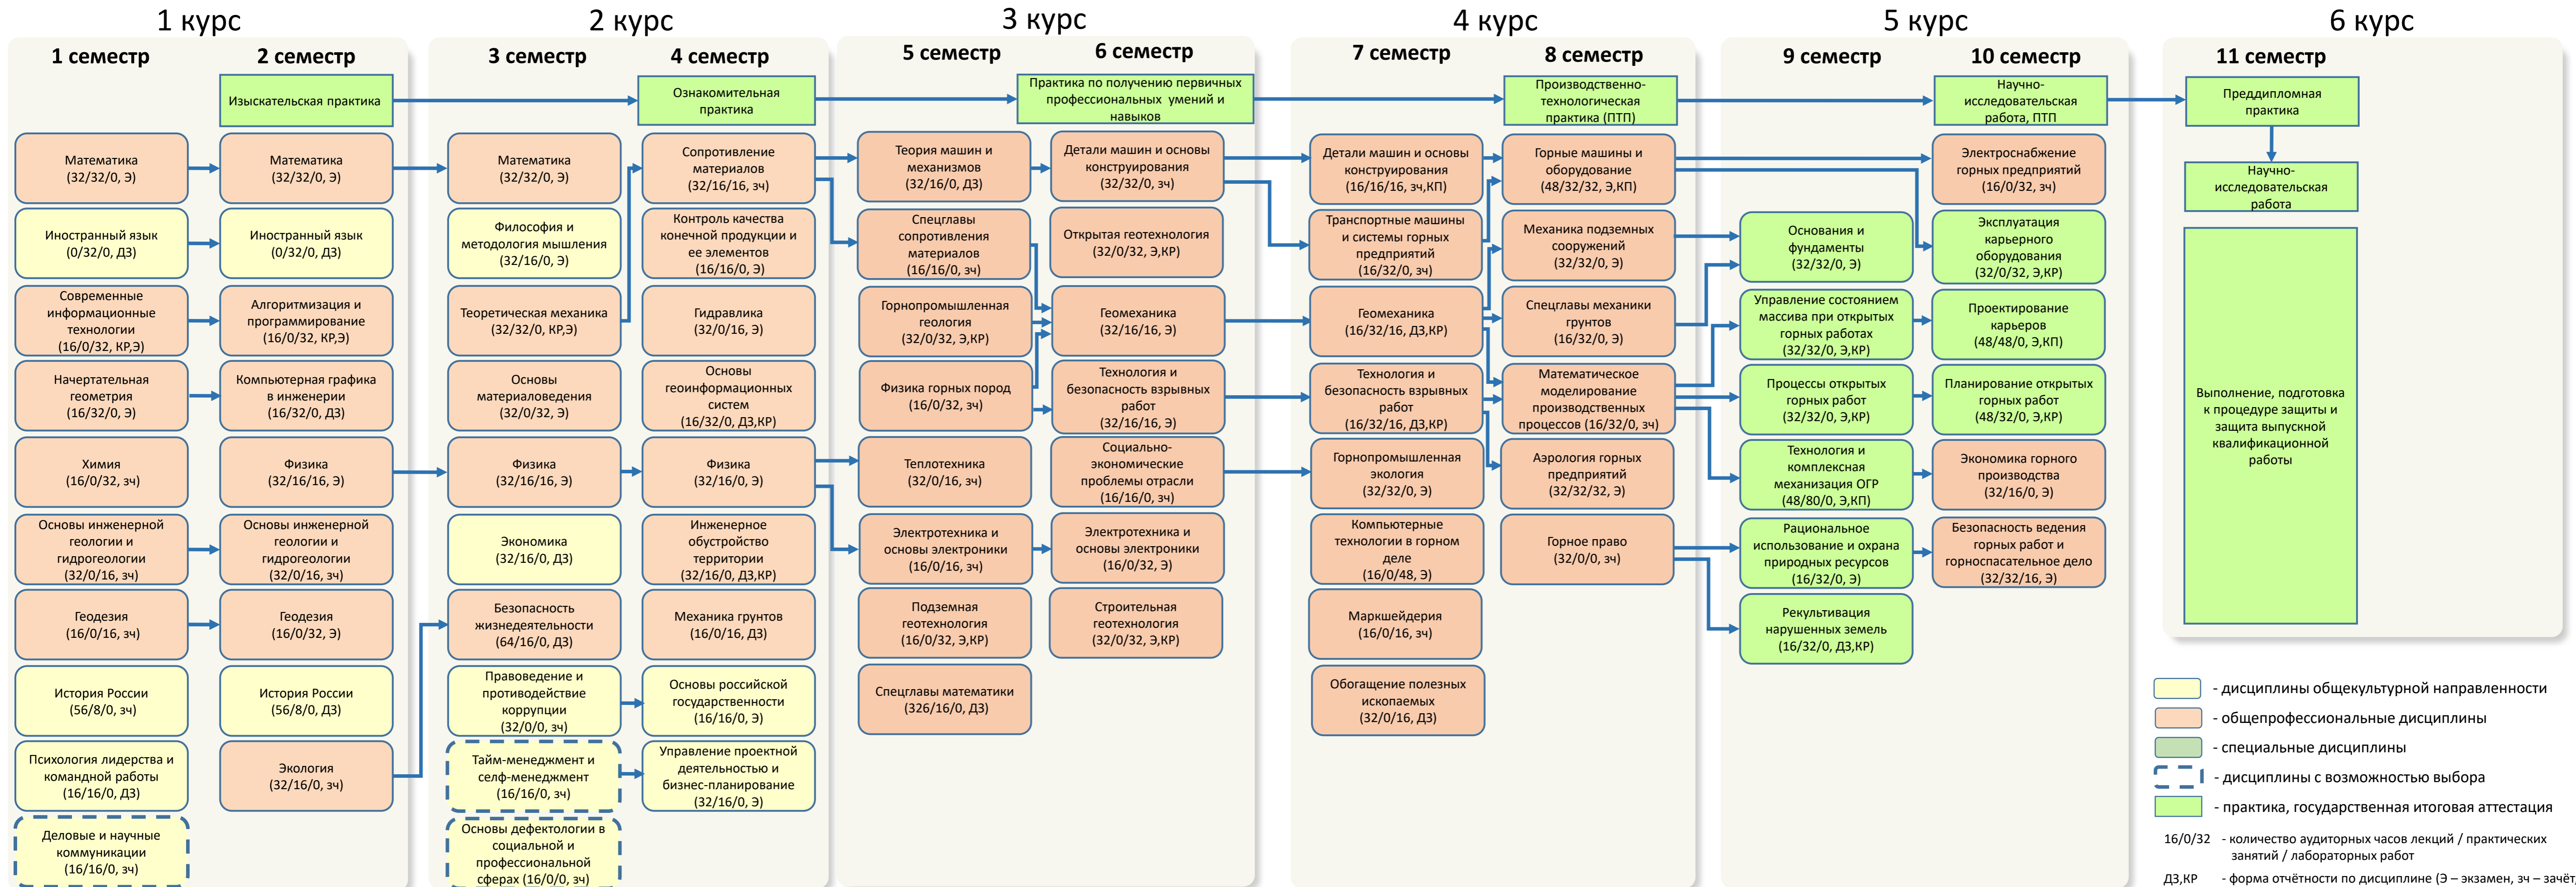 1 курс
1 семестр
2 семестр
Изыскательская практика
Математика
(32/32/0, Э)
Математика
(32/32/0, Э)
Иностранный язык
(0/32/0, ДЗ)
Иностранный язык
(0/32/0, ДЗ)
Современные
информационные
технологии
(16/0/32, КР,Э)
Алгоритмизация и
программирование
(16/0/32, КР,Э)
Начертательная
геометрия
(16/32/0, Э)
Компьютерная графика
в инженерии
(16/32/0, ДЗ)
Химия
(16/0/32, зч)
Физика
(32/16/16, Э)
Основы инженерной
геологии и
гидрогеологии
(32/0/16, зч)
Основы инженерной
геологии и
гидрогеологии
(32/0/16, зч)
Геодезия
(16/0/16, зч)
Геодезия
(16/0/32, Э)
История России
(56/8/0, зч)
История России
(56/8/0, ДЗ)
Психология лидерства и
командной работы
(16/16/0, ДЗ)
Экология
(32/16/0, зч)
Деловые и научные
коммуникации
(16/16/0, зч)
2 курс
3 семестр
4 семестр
Ознакомительная
практика
Математика
(32/32/0, Э)
Сопротивление
материалов
(32/16/16, зч)
Философия и
методология мышления
(32/16/0, Э)
Контроль качества
конечной продукции и
ее элементов
(16/16/0, Э)
Теоретическая механика
(32/32/0, КР,Э)
Гидравлика
(32/0/16, Э)
Основы
материаловедения
(32/0/32, Э)
Основы
геоинформационных
систем
(16/32/0, ДЗ,КР)
Физика
(32/16/16, Э)
Физика
(32/16/0, Э)
Экономика
(32/16/0, ДЗ)
Инженерное
обустройство
территории
(32/16/0, ДЗ,КР)
Безопасность
жизнедеятельности
(64/16/0, ДЗ)
Механика грунтов
(16/0/16, ДЗ)
Правоведение и
противодействие
коррупции
(32/0/0, зч)
Основы российской
государственности
(16/16/0, Э)
Тайм-менеджмент и
селф-менеджмент
(16/16/0, зч)
Управление проектной
деятельностью и
бизнес-планирование
(32/16/0, Э)
Основы дефектологии в
социальной и
профессиональной
сферах (16/0/0, зч)
3 курс
5 семестр
6 семестр
Практика по получению первичных
профессиональных умений и
навыков
Теория машин и
механизмов
(32/16/0, ДЗ)
Детали машин и основы
конструирования
(32/32/0, зч)
Спецглавы
сопротивления
материалов
(16/16/0, зч)
Открытая геотехнология
(32/0/32, Э,КР)
Горнопромышленная
геология
(32/0/32, Э,КР)
Геомеханика
(32/16/16, Э)
Физика горных пород
(16/0/32, зч)
Технология и
безопасность взрывных
работ
(32/16/16, Э)
Теплотехника
(32/0/16, зч)
Социально-
экономические
проблемы отрасли
(16/16/0, зч)
Электротехника и
основы электроники
(16/0/16, зч)
Электротехника и
основы электроники
(16/0/32, Э)
Подземная
геотехнология
(16/0/32, Э,КР)
Строительная
геотехнология
(32/0/32, Э,КР)
Спецглавы математики
(326/16/0, ДЗ)
4 курс
7 семестр
8 семестр
Производственно-
технологическая
практика (ПТП)
Детали машин и основы
конструирования
(16/16/16, зч,КП)
Горные машины и
оборудование
(48/32/32, Э,КП)
Транспортные машины
и системы горных
предприятий
(16/32/0, зч)
Механика подземных
сооружений
(32/32/0, Э)
Геомеханика
(16/32/16, ДЗ,КР)
Спецглавы механики
грунтов
(16/32/0, Э)
Технология и
безопасность взрывных
работ
(16/32/16, ДЗ,КР)
Математическое
моделирование
производственных
процессов (16/32/0, зч)
Горнопромышленная
экология
(32/32/0, Э)
Аэрология горных
предприятий
(32/32/32, Э)
Компьютерные
технологии в горном
деле
(16/0/48, Э)
Горное право
(32/0/0, зч)
Маркшейдерия
(16/0/16, зч)
Обогащение полезных
ископаемых
(32/0/16, ДЗ)
5 курс
9 семестр
10 семестр
Научно-
исследовательская
работа, ПТП
Электроснабжение
горных предприятий
(16/0/32, зч)
Основания и
фундаменты
(32/32/0, Э)
Эксплуатация
карьерного
оборудования
(32/0/32, Э,КР)
Управление состоянием
массива при открытых
горных работах
(32/32/0, Э,КР)
Проектирование
карьеров
(48/48/0, Э,КП)
Процессы открытых
горных работ
(32/32/0, Э,КР)
Планирование открытых
горных работ
(48/32/0, Э,КР)
Технология и
комплексная
механизация ОГР
(48/80/0, Э,КП)
Экономика горного
производства
(32/16/0, Э)
Рациональное
использование и охрана
природных ресурсов
(16/32/0, Э)
Безопасность ведения
горных работ и
горноспасательное дело
(32/32/16, Э)
Рекультивация
нарушенных земель
(16/32/0, ДЗ,КР)
6 курс
11 семестр
Преддипломная
практика
Научно-
исследовательская
работа
Выполнение, подготовка
к процедуре защиты и
защита выпускной
квалификационной
работы
- дисциплины общекультурной направленности
- общепрофессиональные дисциплины
- специальные дисциплины
- дисциплины с возможностью выбора
- практика, государственная итоговая аттестация
16/0/32 - количество аудиторных часов лекций / практических
занятий / лабораторных работ
ДЗ,КР - форма отчётности по дисциплине (Э – экзамен, зч – зачёт,